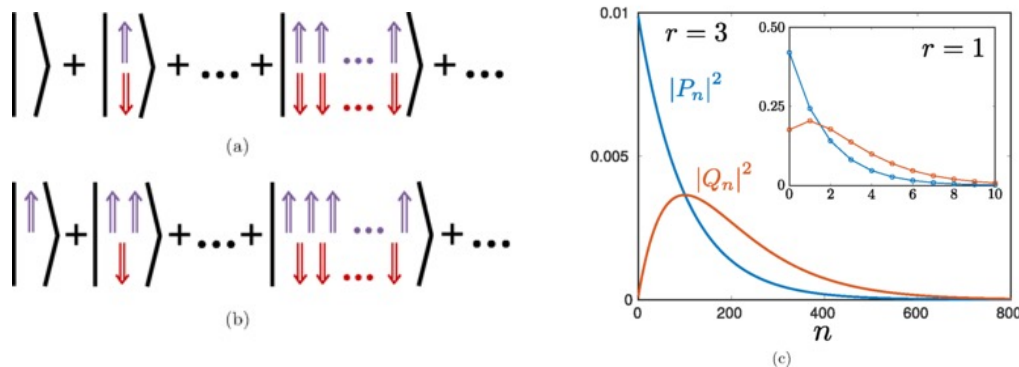 + + ••• + ••• + •••
•••
(a)
+ + ••• + ••• + •••
•••
(b)
0.01
r = 3
|Pₙ|²
0.005
|Qₙ|²
0
0 200 400 600 800
n
0.50
r = 1
0.25
0
0 2 4 6 8 10
(c)